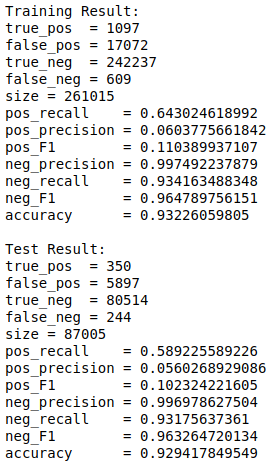 Training Result:
true_pos  = 1097
false_pos = 17072
true_neg  = 242237
false_neg = 609
size = 261015
pos_recall    = 0.643024618992
pos_precision = 0.0603775661842
pos_F1        = 0.110389937107
neg_precision = 0.997492237879
neg_recall    = 0.934163488348
neg_F1        = 0.964789756151
accuracy      = 0.93226059805

Test Result:
true_pos  = 350
false_pos = 5897
true_neg  = 80514
false_neg = 244
size = 87005
pos_recall    = 0.589225589226
pos_precision = 0.0560268929086
pos_F1        = 0.102324221605
neg_precision = 0.996978627504
neg_recall    = 0.93175637361
neg_F1        = 0.963264720134
accuracy      = 0.929417849549